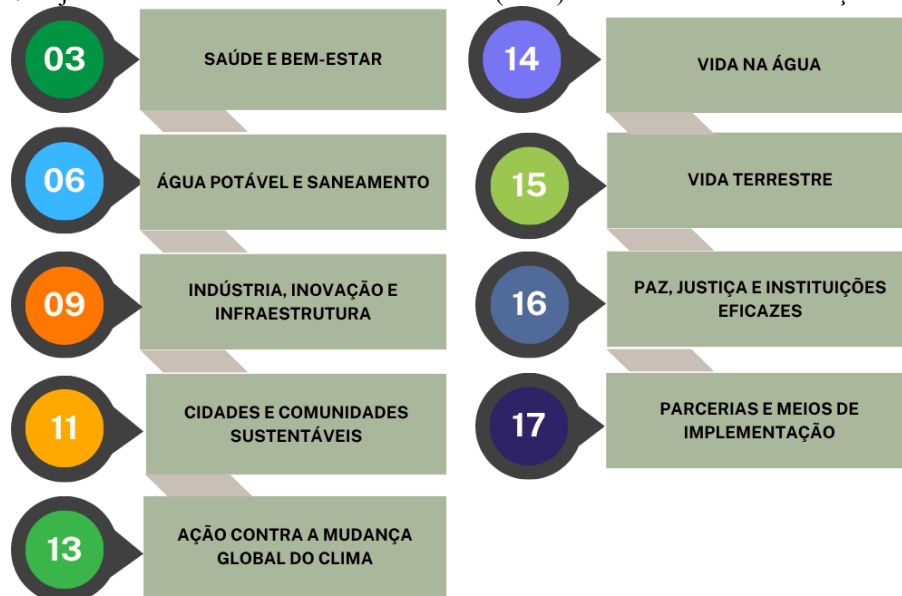 03
SAÚDE E BEM-ESTAR
06
ÁGUA POTÁVEL E SANEAMENTO
09
INDÚSTRIA, INOVAÇÃO E
INFRAESTRUTURA
11
CIDADES E COMUNIDADES
SUSTENTÁVEIS
13
AÇÃO CONTRA A MUDANÇA
GLOBAL DO CLIMA
14
VIDA NA ÁGUA
15
VIDA TERRESTRE
16
PAZ, JUSTIÇA E INSTITUIÇÕES
EFICAZES
17
PARCERIAS E MEIOS DE
IMPLEMENTAÇÃO